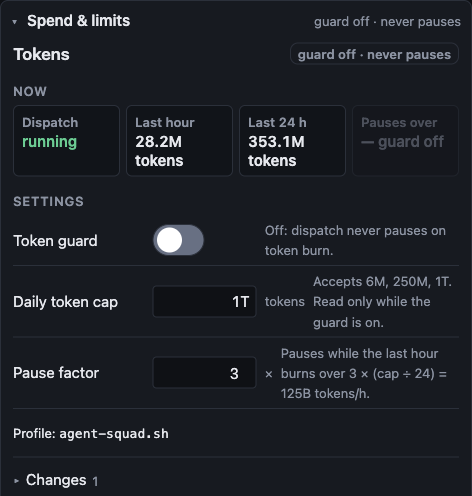 Spend & limits
guard off · never pauses
Tokens
guard off · never pauses
NOW
Dispatch
running
Last hour
28.2M
tokens
Last 24 h
353.1M
tokens
Pauses over
— guard off
SETTINGS
Token guard
Off: dispatch never pauses on
token burn.
Daily token cap
1T
tokens
Accepts 6M, 250M, 1T.
Read only while the
guard is on.
Pause factor
3
×
Pauses while the last hour
burns over 3 × (cap ÷ 24) =
125B tokens/h.
Profile: agent-squad.sh
Changes 1